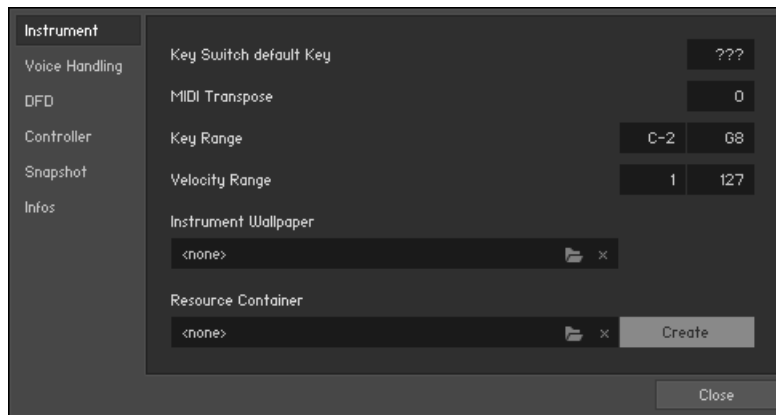 Instrument
Voice Handling
DFD
Controller
Snapshot
Infos
Key Switch default Key ???
MIDI Transpose 0
Key Range C-2 G8
Velocity Range 1 127
Instrument Wallpaper
<none> ×
Resource Container
<none> × Create
Close